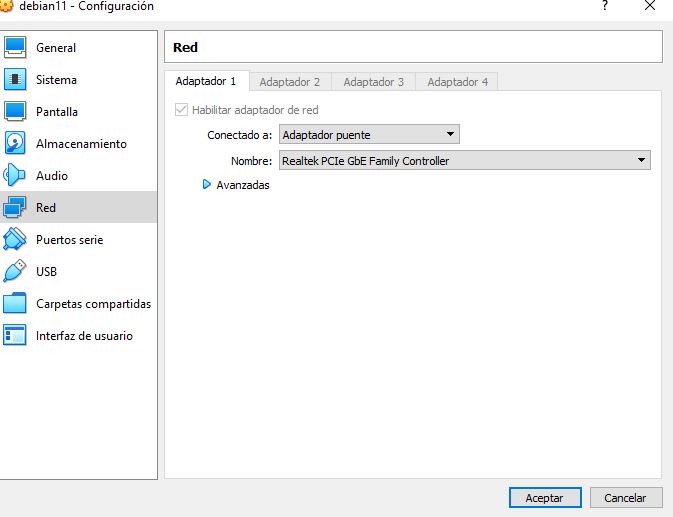 debian11 - Configuración
?
General
Sistema
Pantalla
Almacenamiento
Audio
Red
Puertos serie
USB
Carpetas compartidas
Interfaz de usuario
Red
Adaptador 1 Adaptador 2 Adaptador 3 Adaptador 4
Habilitar adaptador de red
Conectado a: Adaptador puente
Nombre: Realtek PCIe GbE Family Controller
Avanzadas
Aceptar Cancelar